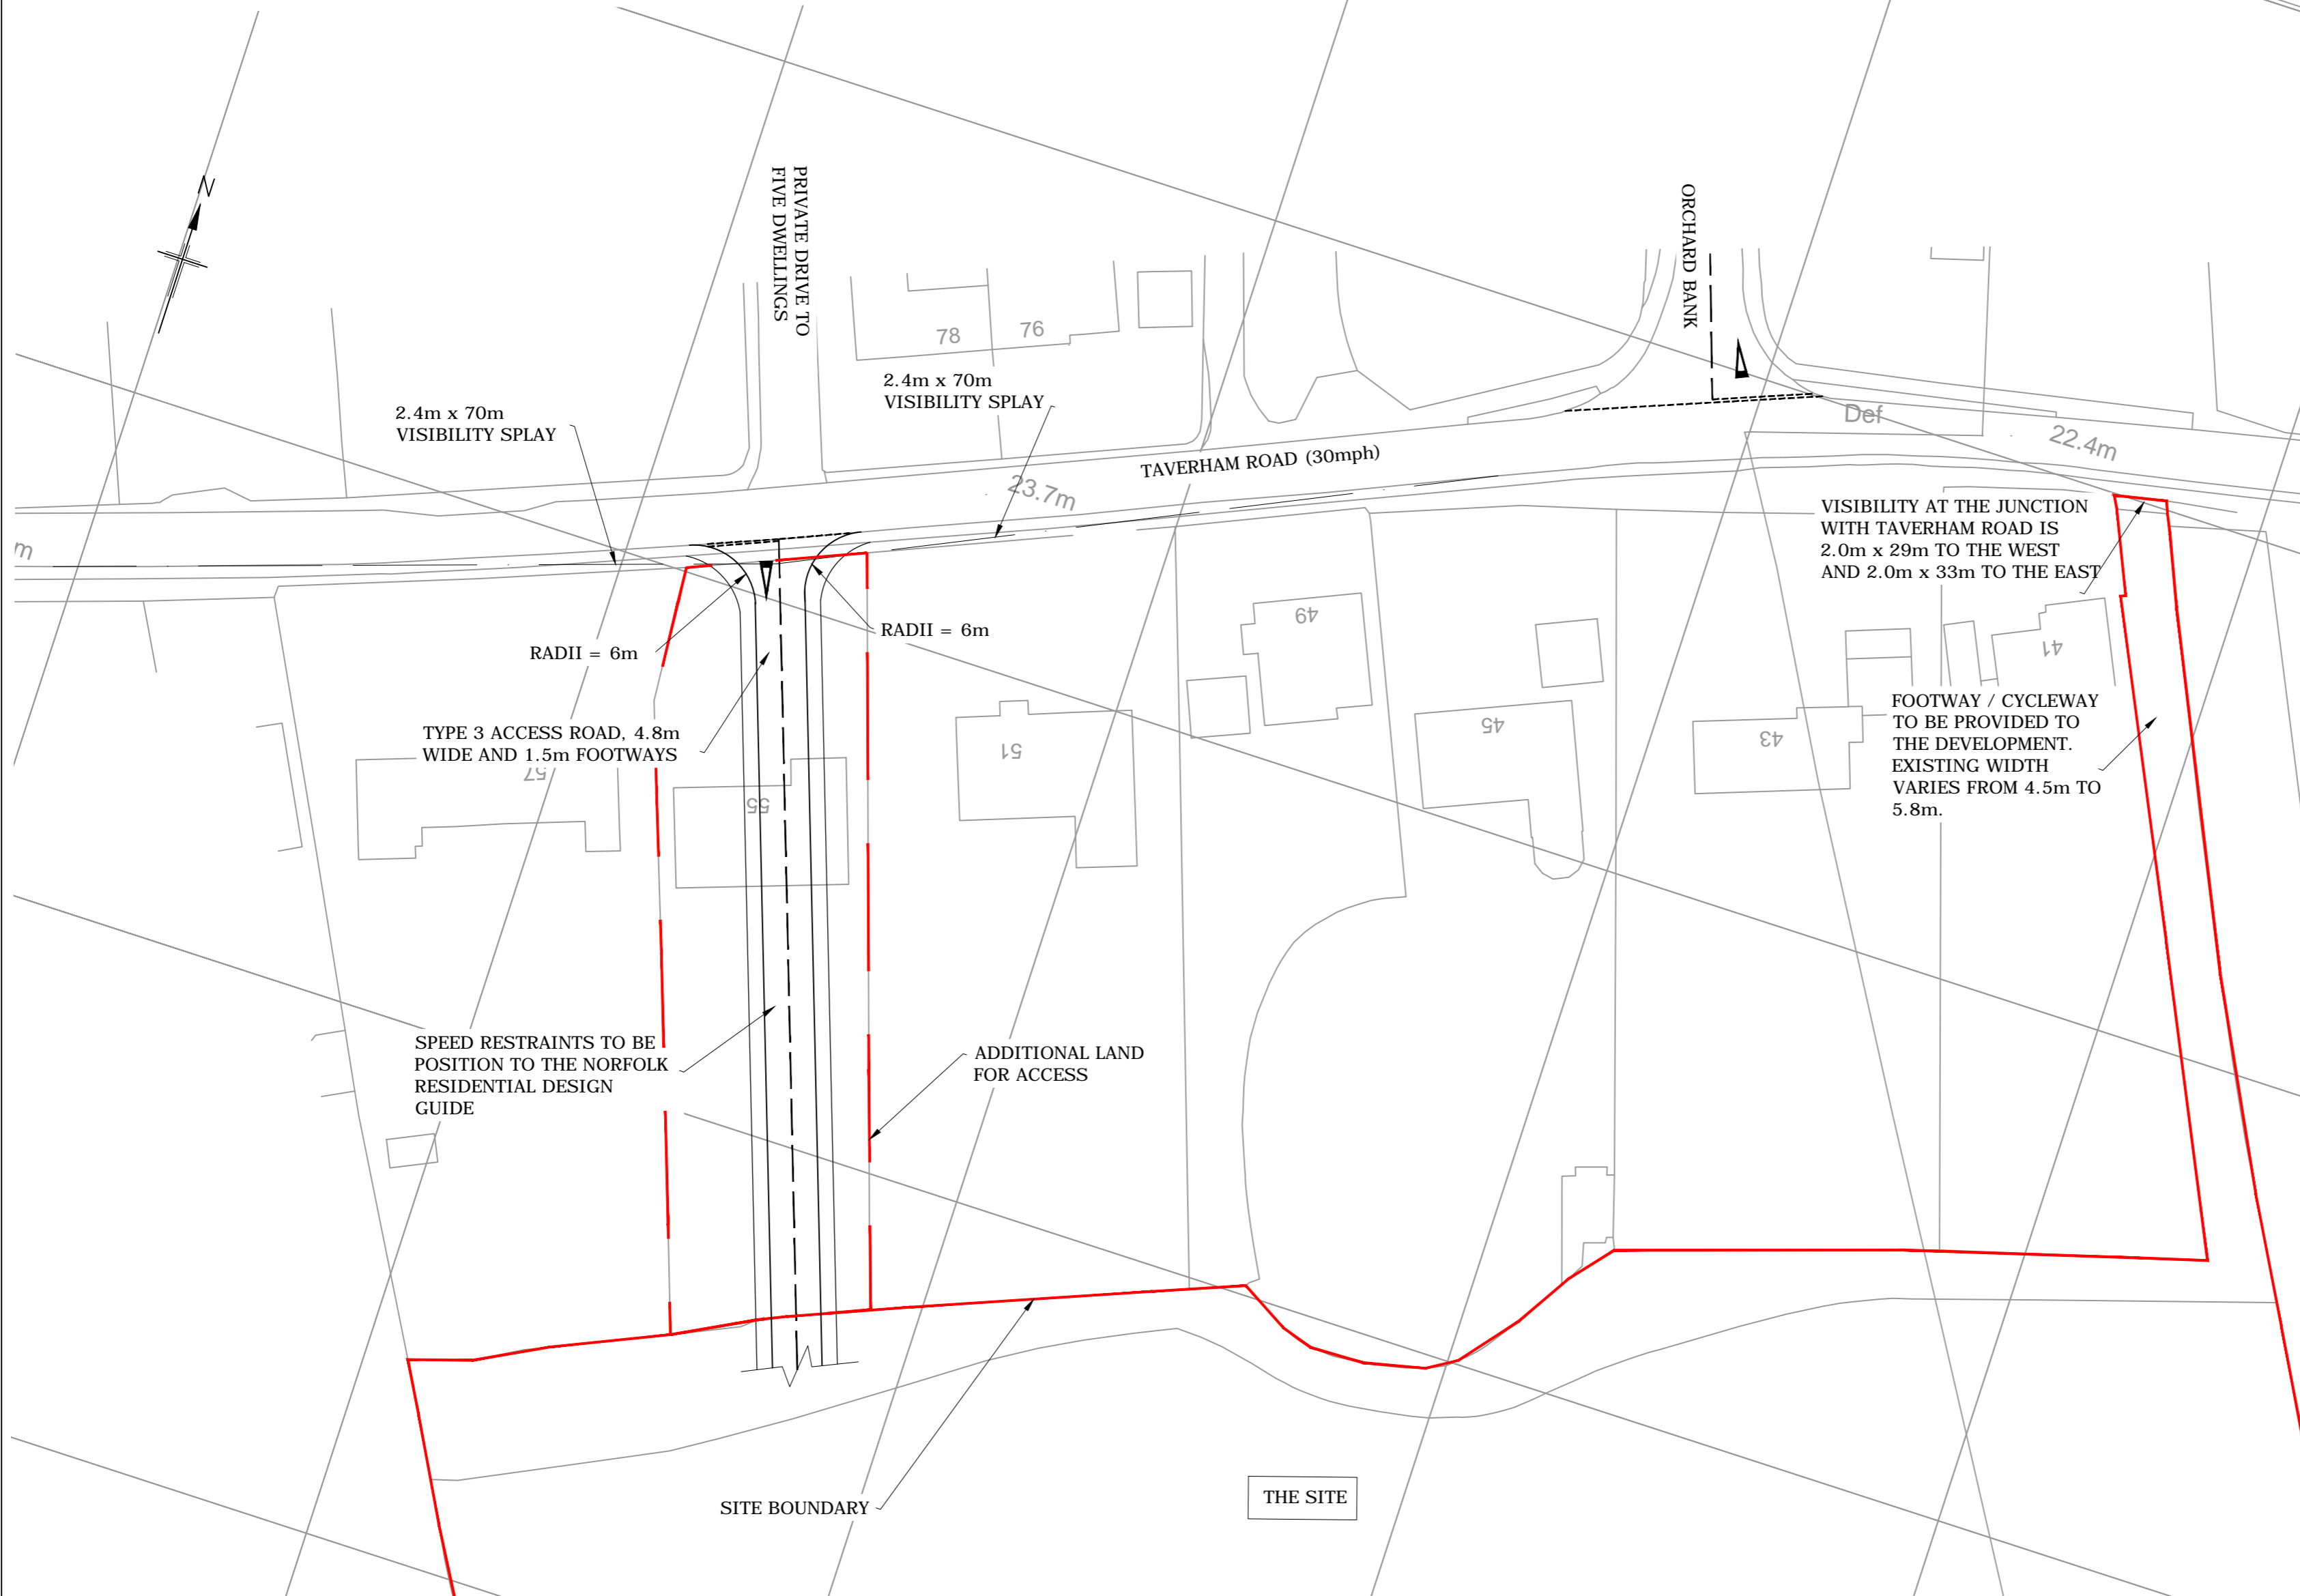 N
PRIVATE DRIVE TO
FIVE DWELLINGS
ORCHARD BANK
78
76
2.4m x 70m
VISIBILITY SPLAY
2.4m x 70m
VISIBILITY SPLAY
Def
22.4m
TAVERHAM ROAD (30mph)
23.7m
m
VISIBILITY AT THE JUNCTION
WITH TAVERHAM ROAD IS
2.0m x 29m TO THE WEST
AND 2.0m x 33m TO THE EAST
49
41
RADII = 6m
RADII = 6m
FOOTWAY / CYCLEWAY
TO BE PROVIDED TO
THE DEVELOPMENT.
EXISTING WIDTH
VARIES FROM 4.5m TO
5.8m.
TYPE 3 ACCESS ROAD, 4.8m
WIDE AND 1.5m FOOTWAYS
57
55
51
45
43
SPEED RESTRAINTS TO BE
POSITION TO THE NORFOLK
RESIDENTIAL DESIGN
GUIDE
ADDITIONAL LAND
FOR ACCESS
SITE BOUNDARY
THE SITE